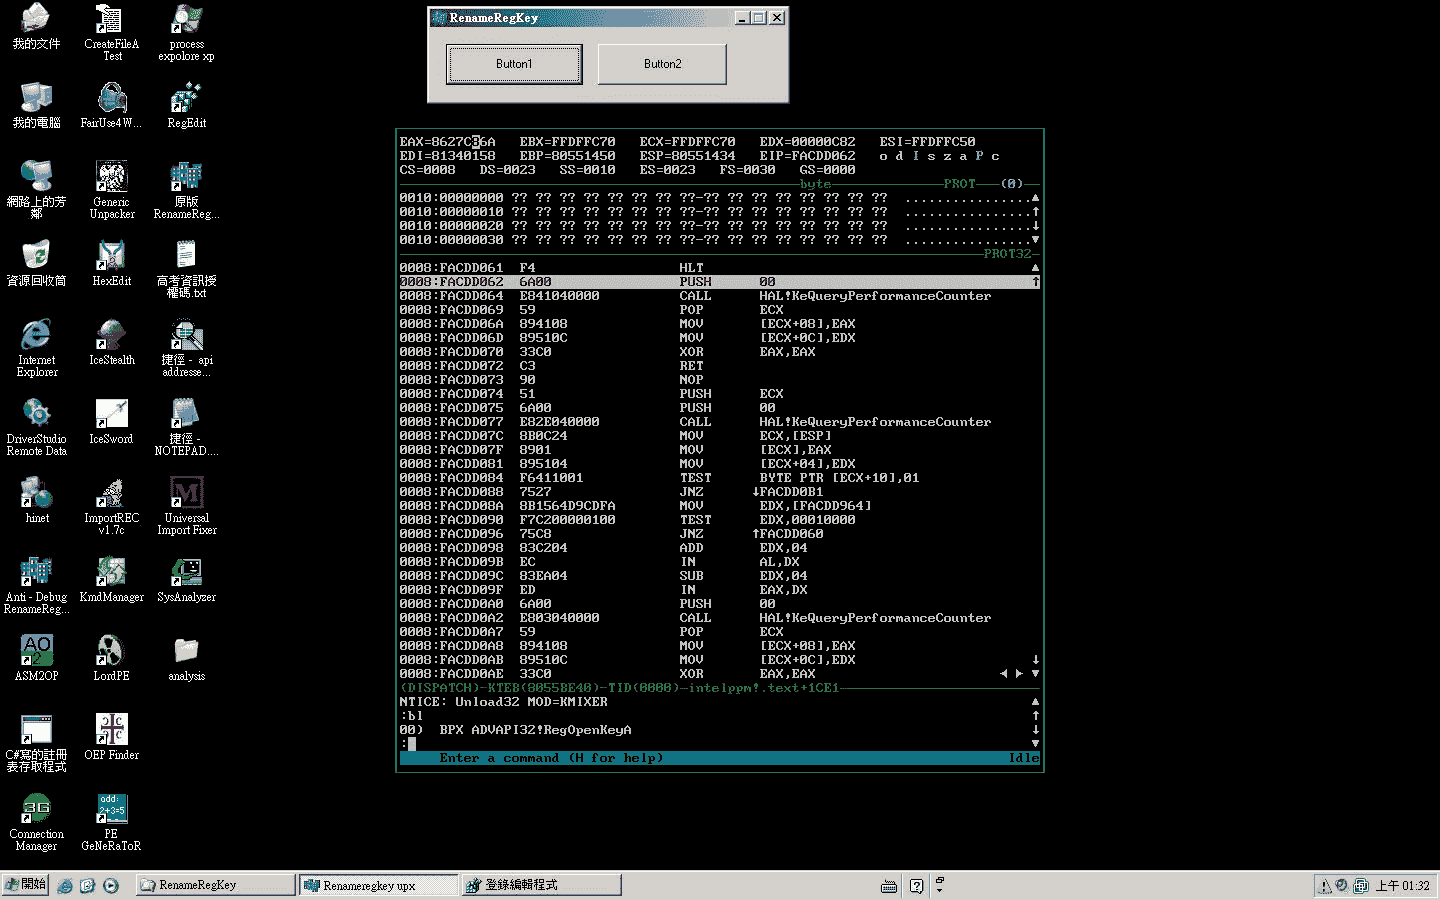 我的文件
CreateFileA
Test
process
expolore xp
我的電腦
FairUse4W...
RegEdit
網路上的芳
鄰
Generic
Unpacker
原版
RenameReg...
資源回收筒
HexEdit
高考資訊授
權碼.txt
Internet
Explorer
IceStealth
捷徑 - api
addresse...
DriverStudio
Remote Data
IceSword
捷徑 -
NOTEPAD....
hinet
ImportREC
v1.7c
Universal
Import Fixer
Anti - Debug
RenameReg...
KmdManager
SysAnalyzer
ASM2OP
LordPE
analysis
C#寫的註冊
表存取程式
OEP Finder
Connection
Manager
PE
GeNeRaToR
RenameRegKey
Button1
Button2
EAX=8627C86A EBX=FFDFFC70 ECX=FFDFFC70 EDX=00000C82 ESI=FFDFFC50
EDI=81340158 EBP=80551450 ESP=80551434 EIP=FACDD062 o d I s z a P c
CS=0008 DS=0023 SS=0010 ES=0023 FS=0030 GS=0000
byte PROT (0)
0010:00000000 ?? ?? ?? ?? ?? ?? ?? ??-?? ?? ?? ?? ?? ?? ?? ?? ................
0010:00000010 ?? ?? ?? ?? ?? ?? ?? ??-?? ?? ?? ?? ?? ?? ?? ?? ................
0010:00000020 ?? ?? ?? ?? ?? ?? ?? ??-?? ?? ?? ?? ?? ?? ?? ?? ................
0010:00000030 ?? ?? ?? ?? ?? ?? ?? ??-?? ?? ?? ?? ?? ?? ?? ?? ................
PROT32
0008:FACDD061 F4 HLT
0008:FACDD062 6A00 PUSH 00
0008:FACDD064 E841040000 CALL HAL!KeQueryPerformanceCounter
0008:FACDD069 59 POP ECX
0008:FACDD06A 894108 MOV [ECX+08],EAX
0008:FACDD06D 89510C MOV [ECX+0C],EDX
0008:FACDD070 33C0 XOR EAX,EAX
0008:FACDD072 C3 RET
0008:FACDD073 90 NOP
0008:FACDD074 51 PUSH ECX
0008:FACDD075 6A00 PUSH 00
0008:FACDD077 E82E040000 CALL HAL!KeQueryPerformanceCounter
0008:FACDD07C 8B0C24 MOV ECX,[ESP]
0008:FACDD07F 8901 MOV [ECX],EAX
0008:FACDD081 895104 MOV [ECX+04],EDX
0008:FACDD084 F6411001 TEST BYTE PTR [ECX+10],01
0008:FACDD088 7527 JNZ ↓FACDD0B1
0008:FACDD08A 8B1564D9CDFA MOV EDX,[FACDD964]
0008:FACDD090 F7C200000100 TEST EDX,00010000
0008:FACDD096 75C8 JNZ ↑FACDD060
0008:FACDD098 83C204 ADD EDX,04
0008:FACDD09B EC IN AL,DX
0008:FACDD09C 83EA04 SUB EDX,04
0008:FACDD09F ED IN EAX,DX
0008:FACDD0A0 6A00 PUSH 00
0008:FACDD0A2 E803040000 CALL HAL!KeQueryPerformanceCounter
0008:FACDD0A7 59 POP ECX
0008:FACDD0A8 894108 MOV [ECX+08],EAX
0008:FACDD0AB 89510C MOV [ECX+0C],EDX
0008:FACDD0AE 33C0 XOR EAX,EAX
(DISPATCH)-KTEB(8055BE40)-TID(0000)-intelppm!.text+1CE1
NTICE: Unload32 MOD=KMIXER
:bl
00) BPX ADVAPI32!RegOpenKeyA
:
Enter a command (H for help) Idle
開始
RenameRegKey
Renameregkey upx
登錄編輯程式
上午 01:32